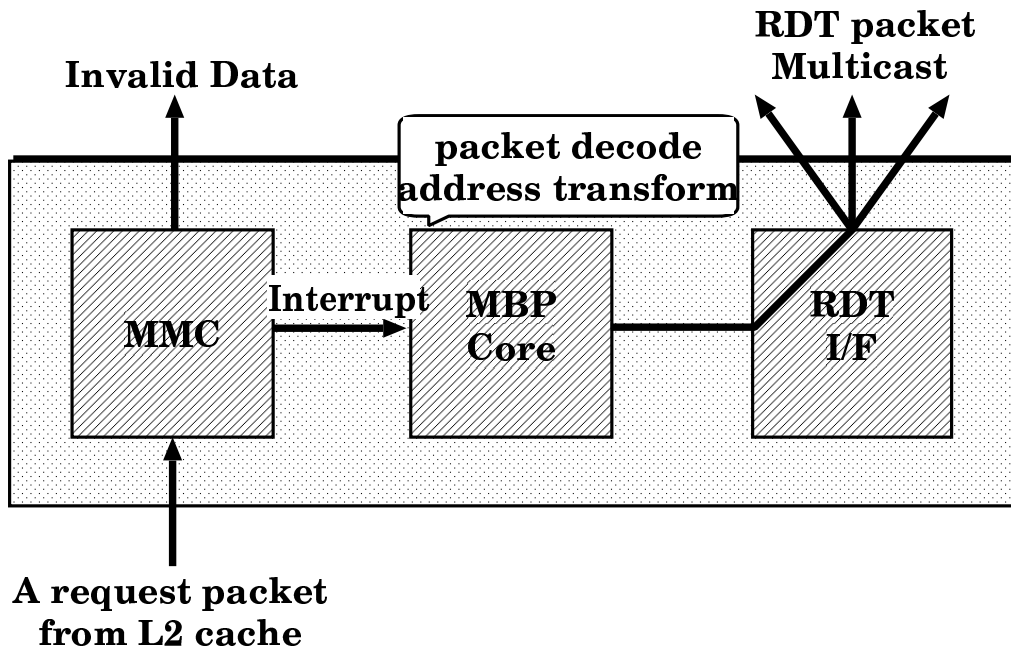 RDT packet
Multicast
Invalid Data
packet decode
address transform
Interrupt
MMC
MBP
Core
RDT
I/F
A request packet
from L2 cache